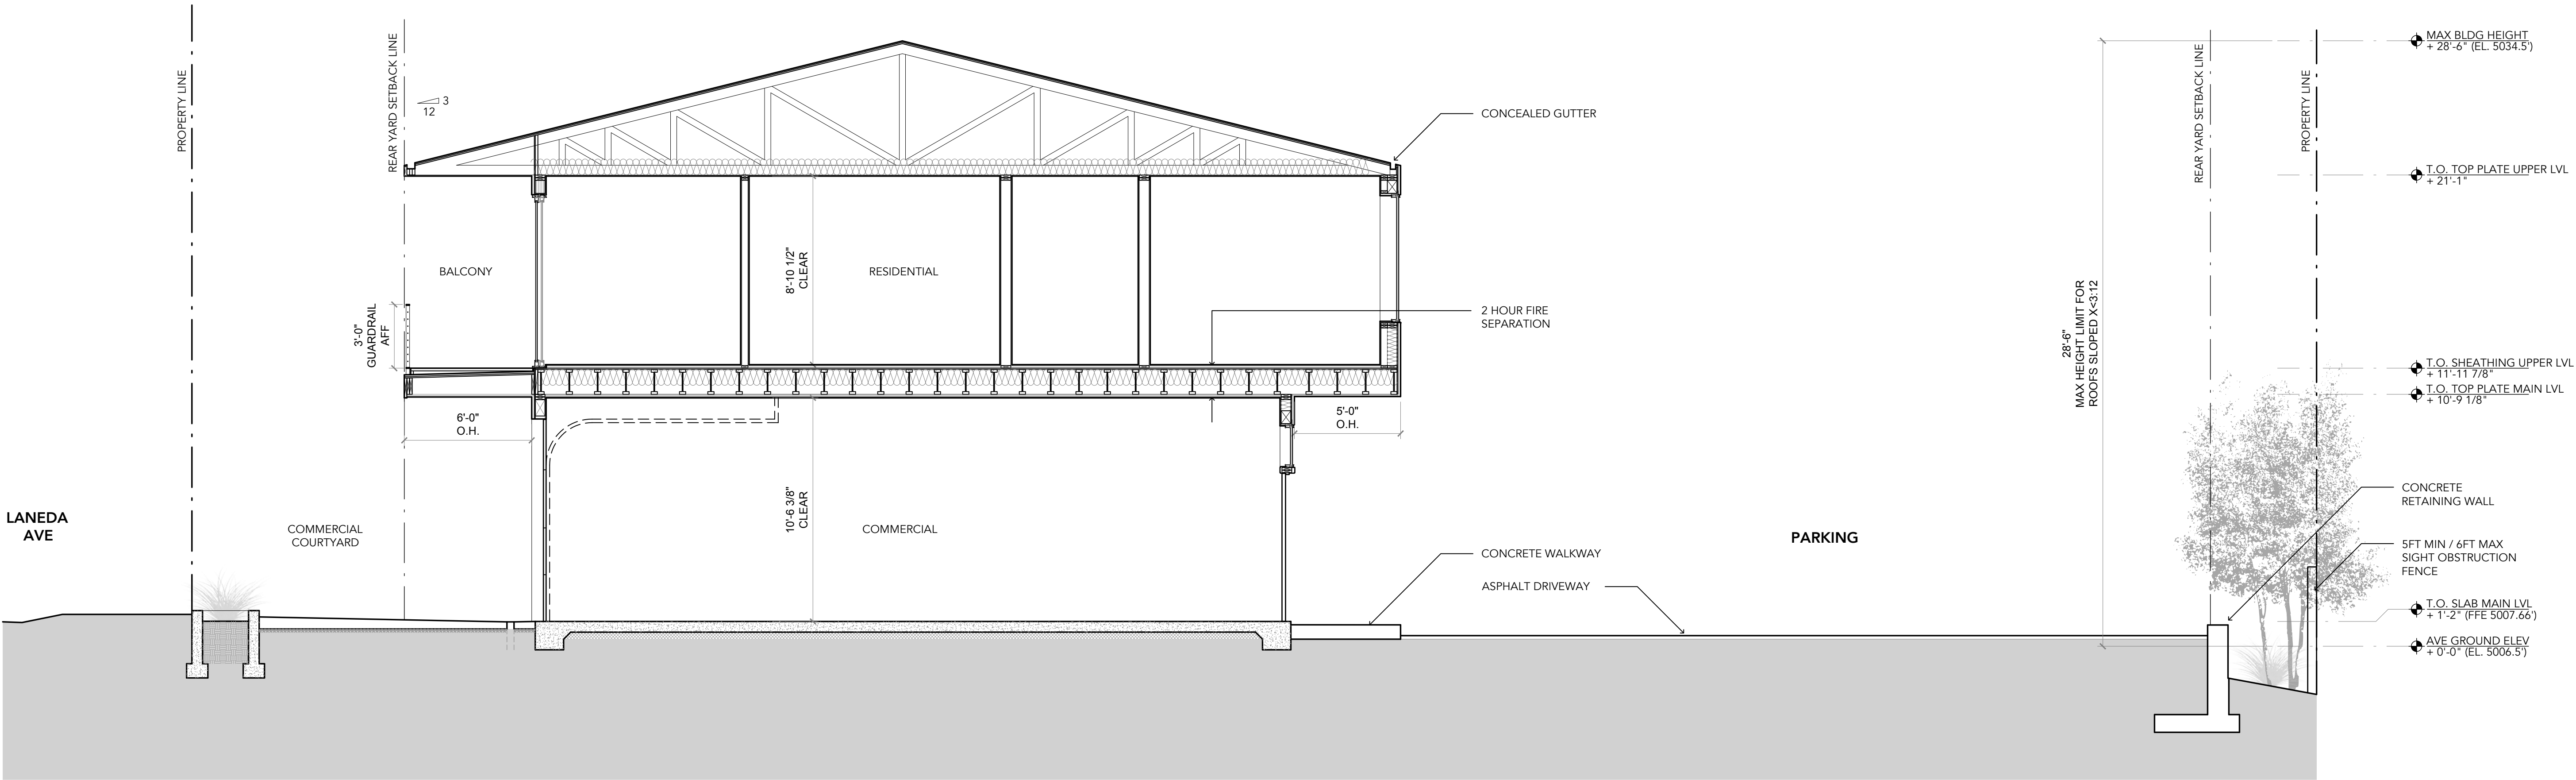 PROPERTY LINE
REAR YARD SETBACK LINE
3
12
CONCEALED GUTTER
BALCONY
8'-10 1/2"
CLEAR
RESIDENTIAL
3'-0"
GUARDRAIL
AFF
2 HOUR FIRE
SEPARATION
6'-0"
O.H.
5'-0"
O.H.
LANEDA
AVE
COMMERCIAL
COURTYARD
10'-6 3/8"
CLEAR
COMMERCIAL
CONCRETE WALKWAY
ASPHALT DRIVEWAY
PARKING
28'-6"
MAX HEIGHT LIMIT FOR
ROOFS SLOPED X<3:12
REAR YARD SETBACK LINE
PROPERTY LINE
MAX BLDG HEIGHT
+ 28'-6" (EL. 5034.5')
T.O. TOP PLATE UPPER LVL
+ 21'-1"
T.O. SHEATHING UPPER LVL
+ 11'-11 7/8"
T.O. TOP PLATE MAIN LVL
+ 10'-9 1/8"
CONCRETE
RETAINING WALL
5FT MIN / 6FT MAX
SIGHT OBSTRUCTION
FENCE
T.O. SLAB MAIN LVL
+ 1'-2" (FFE 5007.66')
AVE GROUND ELEV
+ 0'-0" (EL. 5006.5')